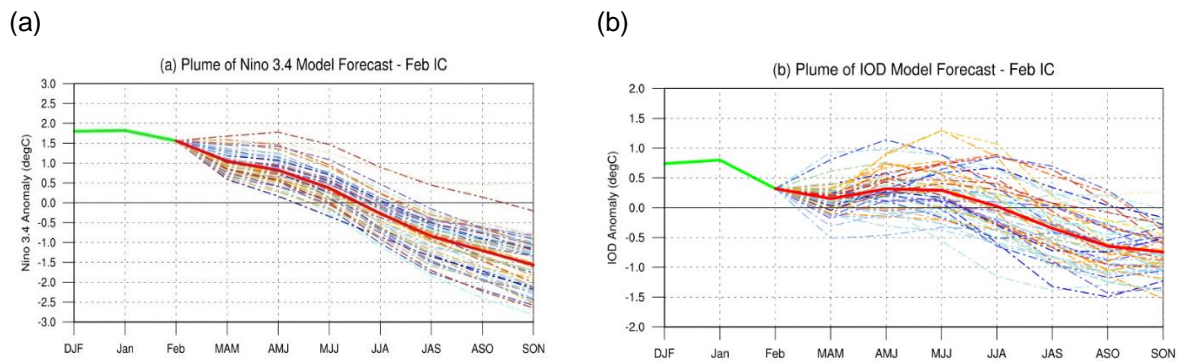 (a)
(a) Plume of Nino 3.4 Model Forecast - Feb IC
Nino 3.4 Anomaly (degC)
3.0
2.5
2.0
1.5
1.0
0.5
0.0
-0.5
-1.0
-1.5
-2.0
-2.5
-3.0
DJF Jan Feb MAM AMJ MJJ JJA JAS ASO SON
(b)
(b) Plume of IOD Model Forecast - Feb IC
IOD Anomaly (degC)
2.0
1.5
1.0
0.5
0.0
-0.5
-1.0
-1.5
-2.0
DJF Jan Feb MAM AMJ MJJ JJA JAS ASO SON